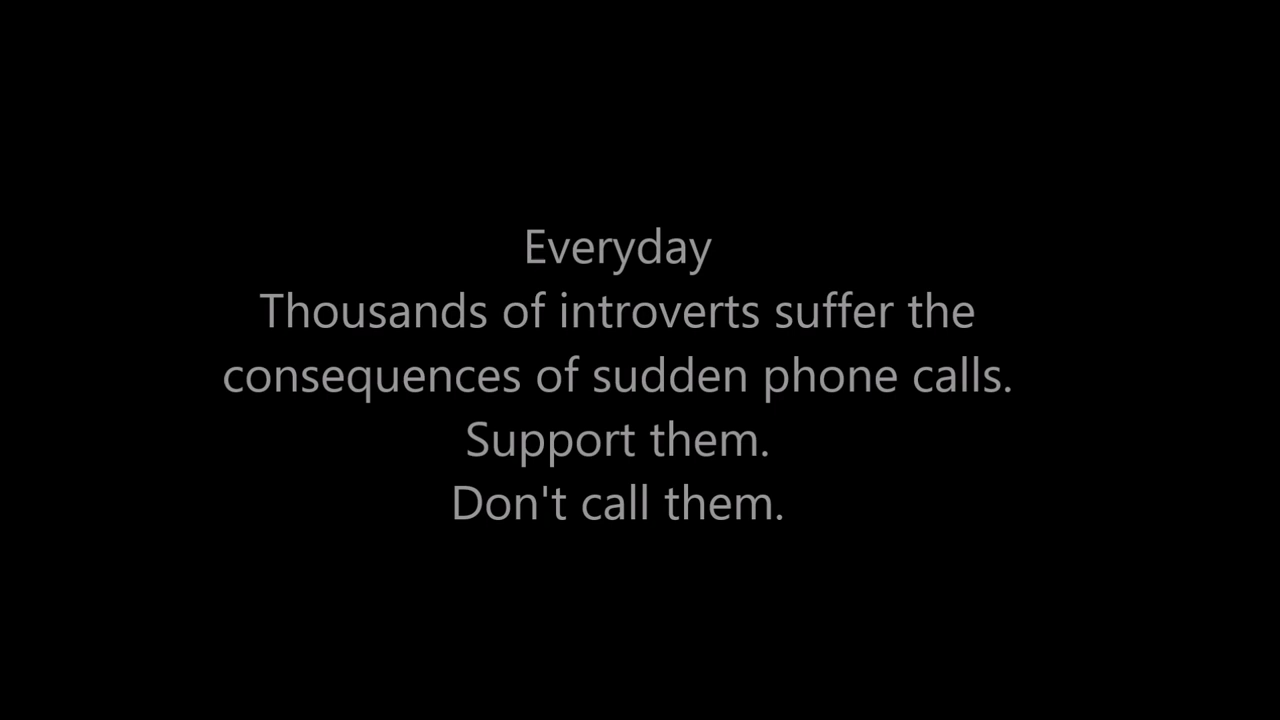 Everyday
Thousands of introverts suffer the
consequences of sudden phone calls.
Support them.
Don't call them.